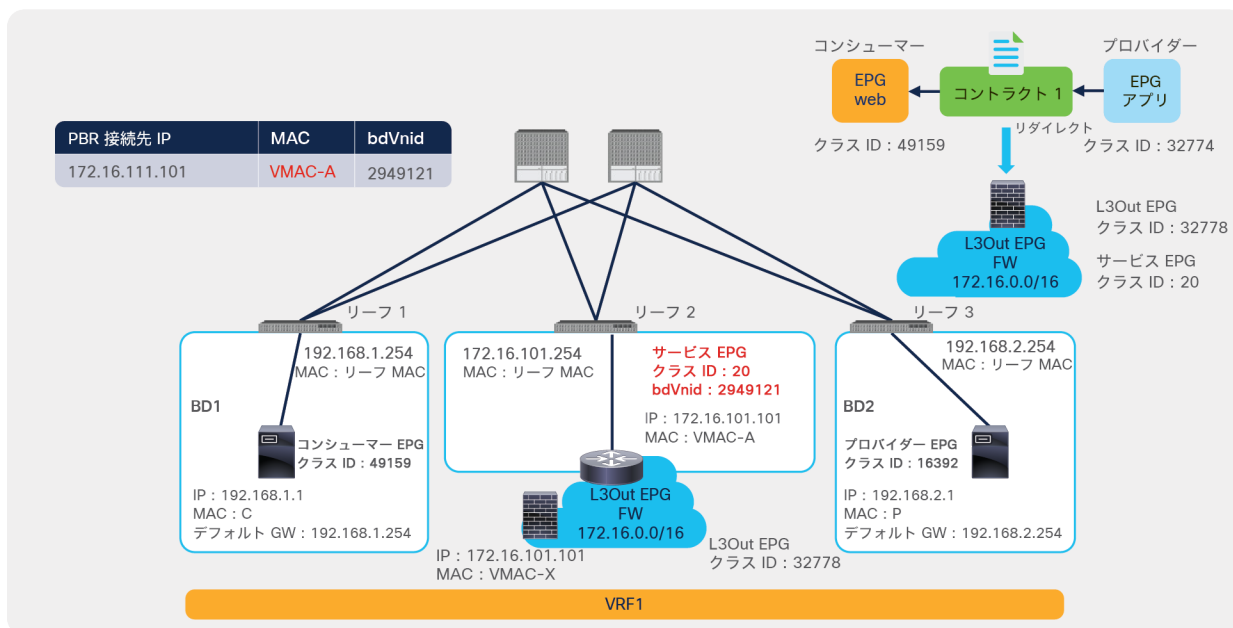 コンシューマー
プロバイダー
EPG
web
コントラクト 1
EPG
アプリ
リダイレクト
クラス ID：49159
クラス ID：32774
PBR 接続先 IP
MAC
bdVnid
172.16.111.101
VMAC-A
2949121
L3Out EPG
クラス ID：32778
L3Out EPG
FW
172.16.0.0/16
サービス EPG
クラス ID：20
リーフ 1
リーフ 2
リーフ 3
192.168.1.254
MAC：リーフ MAC
BD1
コンシューマー EPG
クラス ID：49159
IP：192.168.1.1
MAC：C
デフォルト GW：192.168.1.254
172.16.101.254
MAC：リーフ MAC
サービス EPG
クラス ID：20
bdVnid：2949121
IP：172.16.101.101
MAC：VMAC-A
L3Out EPG
FW
172.16.0.0/16
IP：172.16.101.101
MAC：VMAC-X
L3Out EPG
クラス ID：32778
192.168.2.254
MAC：リーフ MAC
BD2
プロバイダー EPG
クラス ID：16392
IP：192.168.2.1
MAC：P
デフォルト GW：192.168.2.254
VRF1